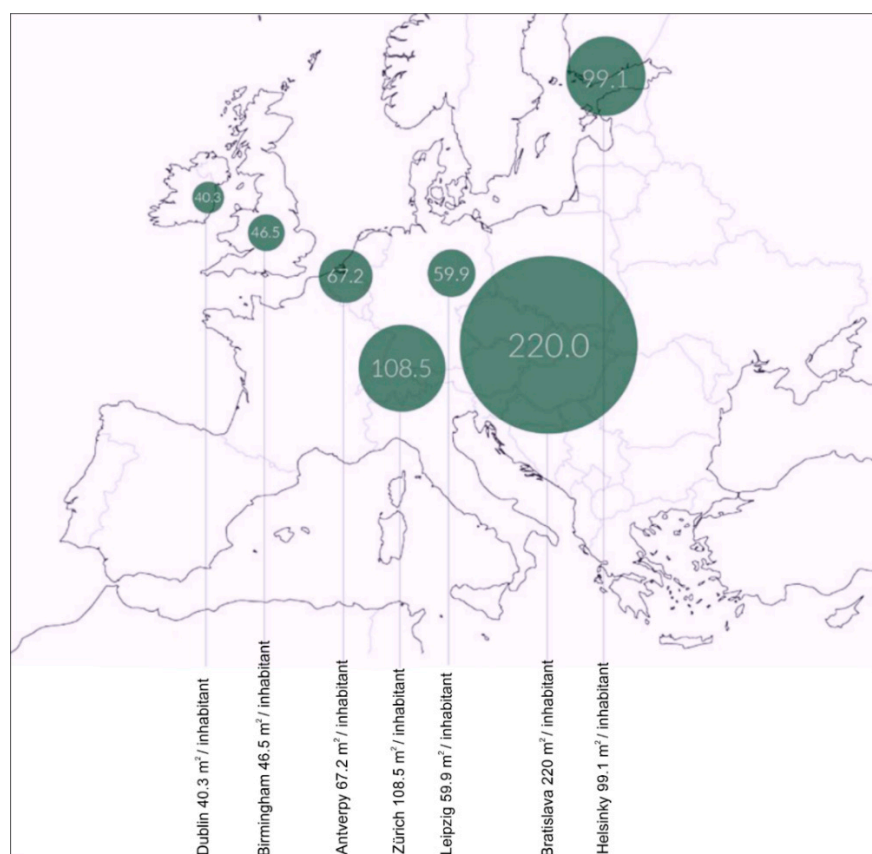 99.1
40.3
46.5
67.2
59.9
220.0
108.5
Dublin 40.3 m²/ inhabitant
Birmingham 46.5 m²/ inhabitant
Antverpy 67.2 m²/ inhabitant
Zürich 108.5 m²/ inhabitant
Leipzig 59.9 m²/ inhabitant
Bratislava 220 m²/ inhabitant
Helsinky 99.1 m²/ inhabitant